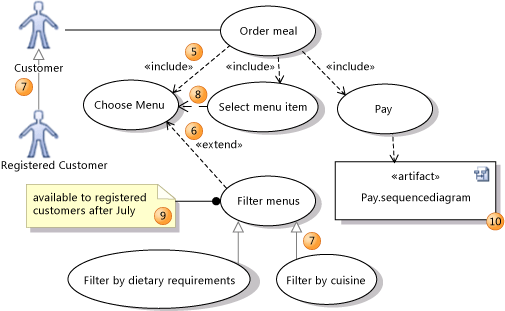 Order meal
5
Customer
«include»
«include»
«include»
7
8
Choose Menu
Select menu item
Pay
6
«extend»
Registered Customer
«artifact»
Pay.sequencediagram
available to registered
customers after July
9
Filter menus
10
7
Filter by dietary requirements
Filter by cuisine